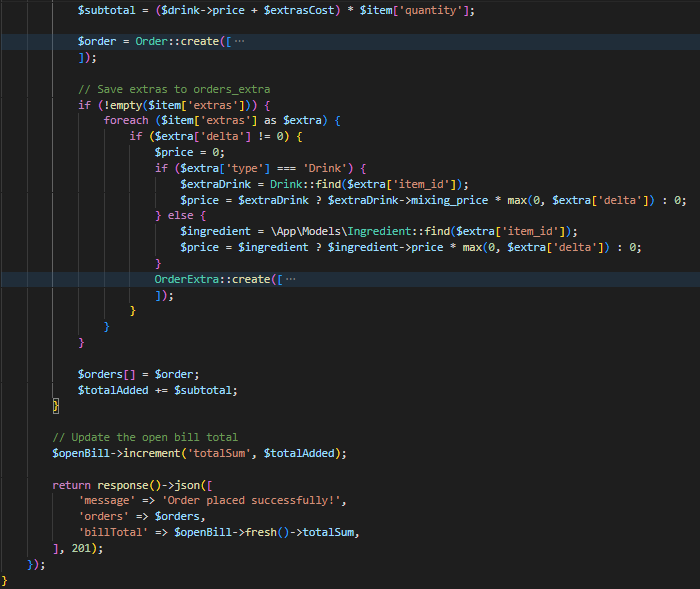 $subtotal = ($drink->price + $extrasCost) * $item['quantity'];
$order = Order::create([ ⋯
]);
// Save extras to orders_extra
if (!empty($item['extras'])) {
foreach ($item['extras'] as $extra) {
if ($extra['delta'] != 0) {
$price = 0;
if ($extra['type'] === 'Drink') {
$extraDrink = Drink::find($extra['item_id']);
$price = $extraDrink ? $extraDrink->mixing_price * max(0, $extra['delta']) : 0;
} else {
$ingredient = \App\Models\Ingredient::find($extra['item_id']);
$price = $ingredient ? $ingredient->price * max(0, $extra['delta']) : 0;
}
OrderExtra::create([ ⋯
]);
}
}
}
$orders[] = $order;
$totalAdded += $subtotal;
}
// Update the open bill total
$openBill->increment('totalSum', $totalAdded);
return response()->json([
'message' => 'Order placed successfully!',
'orders' => $orders,
'billTotal' => $openBill->fresh()->totalSum,
], 201);
});
}